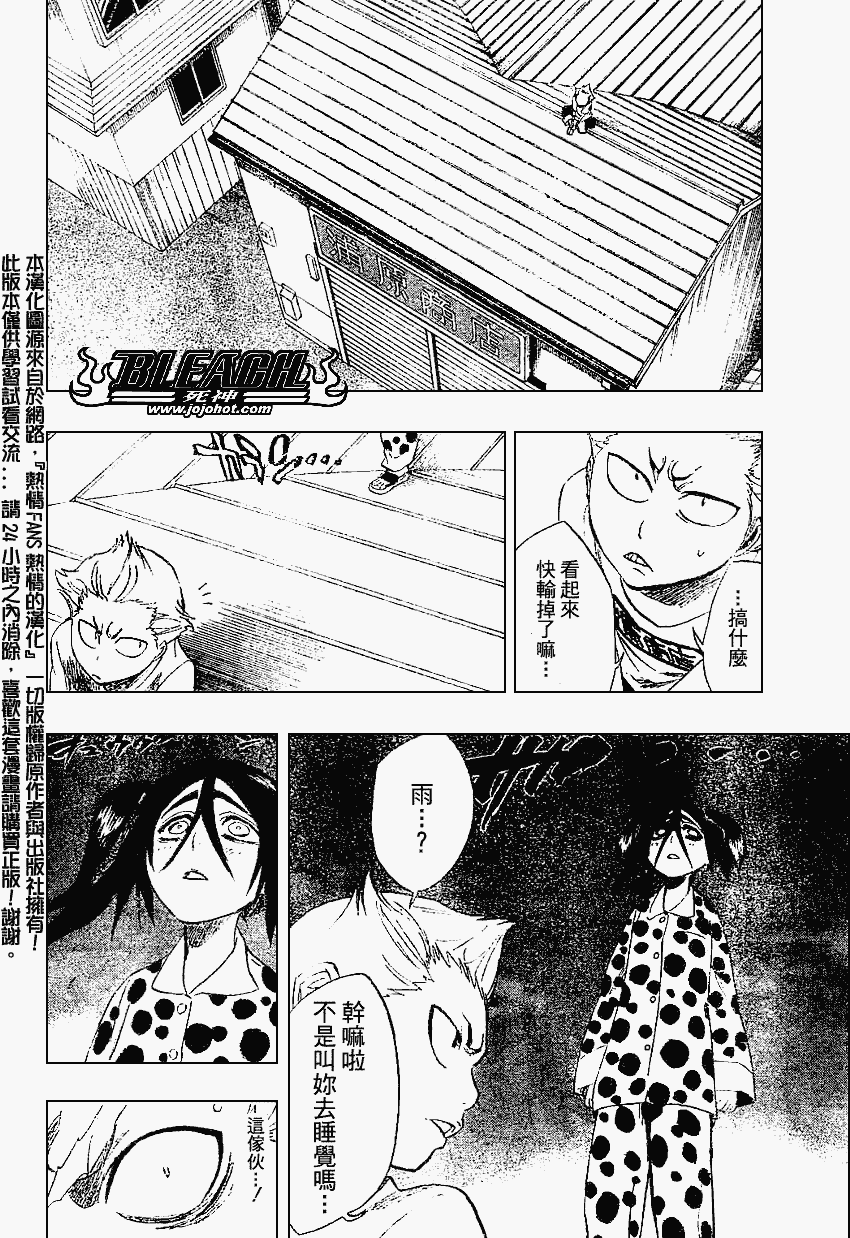 浦原商店
BLEACH
死神
www.jojohot.com
本漢化圖源來自於網路，『熱情FANS熱情的漢化』一切版權歸原作者與出版社擁有！
此版本僅供學習試看交流... 請24小時之內消除，喜歡這套漫畫請購買正版！謝謝。
…搞什麼
看起來
快輸掉了嘛…
雨…？
幹嘛啦
不是叫妳去睡覺嗎…
這傢伙…！